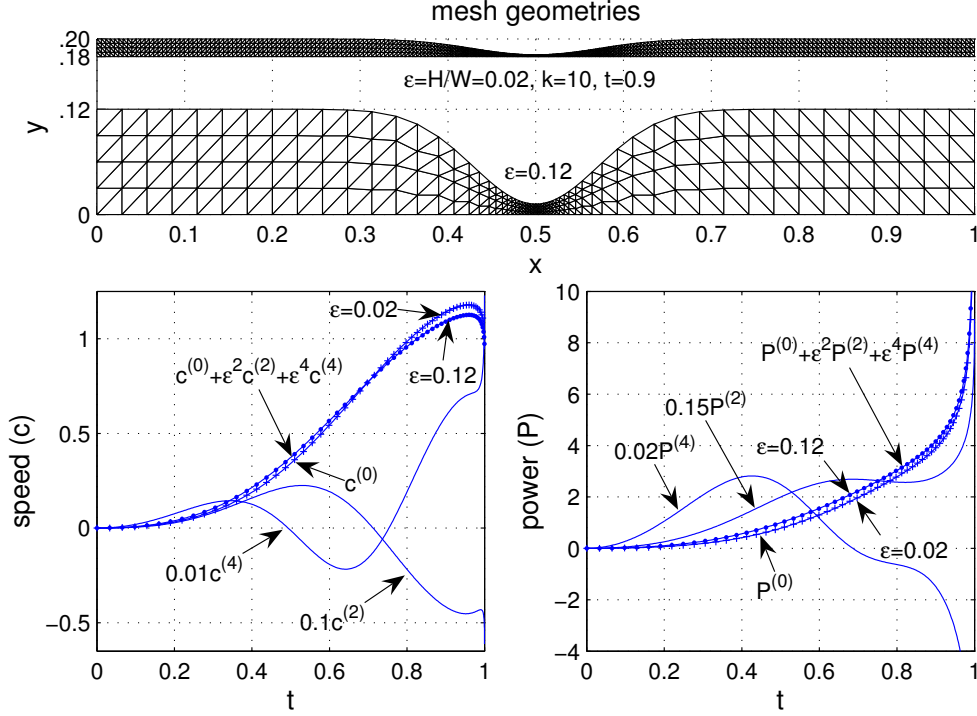 mesh geometries
.20
.18
.12
0
y
ε=H/W=0.02, k=10, t=0.9
ε=0.12
0 0.1 0.2 0.3 0.4 0.5 0.6 0.7 0.8 0.9 1
x
1
0.5
0
−0.5
speed (c)
ε=0.02
ε=0.12
c⁽⁰⁾+ε²c⁽²⁾+ε⁴c⁽⁴⁾
c⁽⁰⁾
0.01c⁽⁴⁾
0.1c⁽²⁾
0 0.2 0.4 0.6 0.8 1
t
10
8
6
4
2
0
−2
−4
power (P)
P⁽⁰⁾+ε²P⁽²⁾+ε⁴P⁽⁴⁾
0.15P⁽²⁾
0.02P⁽⁴⁾
ε=0.12
ε=0.02
P⁽⁰⁾
0 0.2 0.4 0.6 0.8 1
t